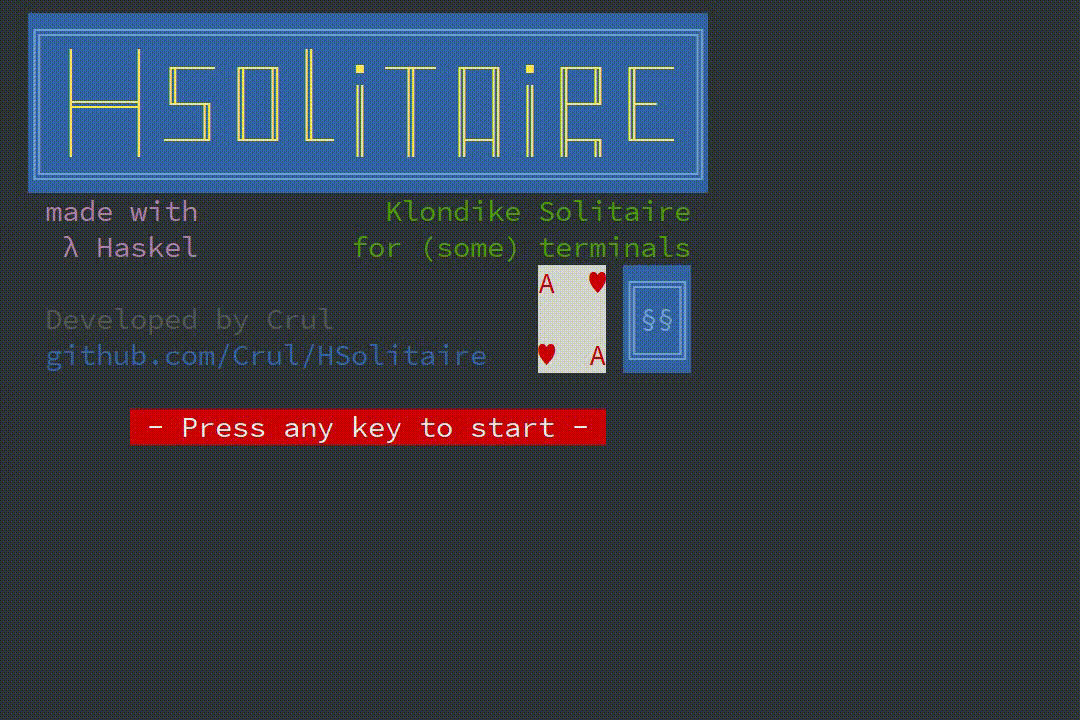 HSOLiTAiRE
made with
Klondike Solitaire
λ Haskel
for (some) terminals
A ♥
§§
Developed by Crul
github.com/Crul/HSolitaire
♥ A
- Press any key to start -